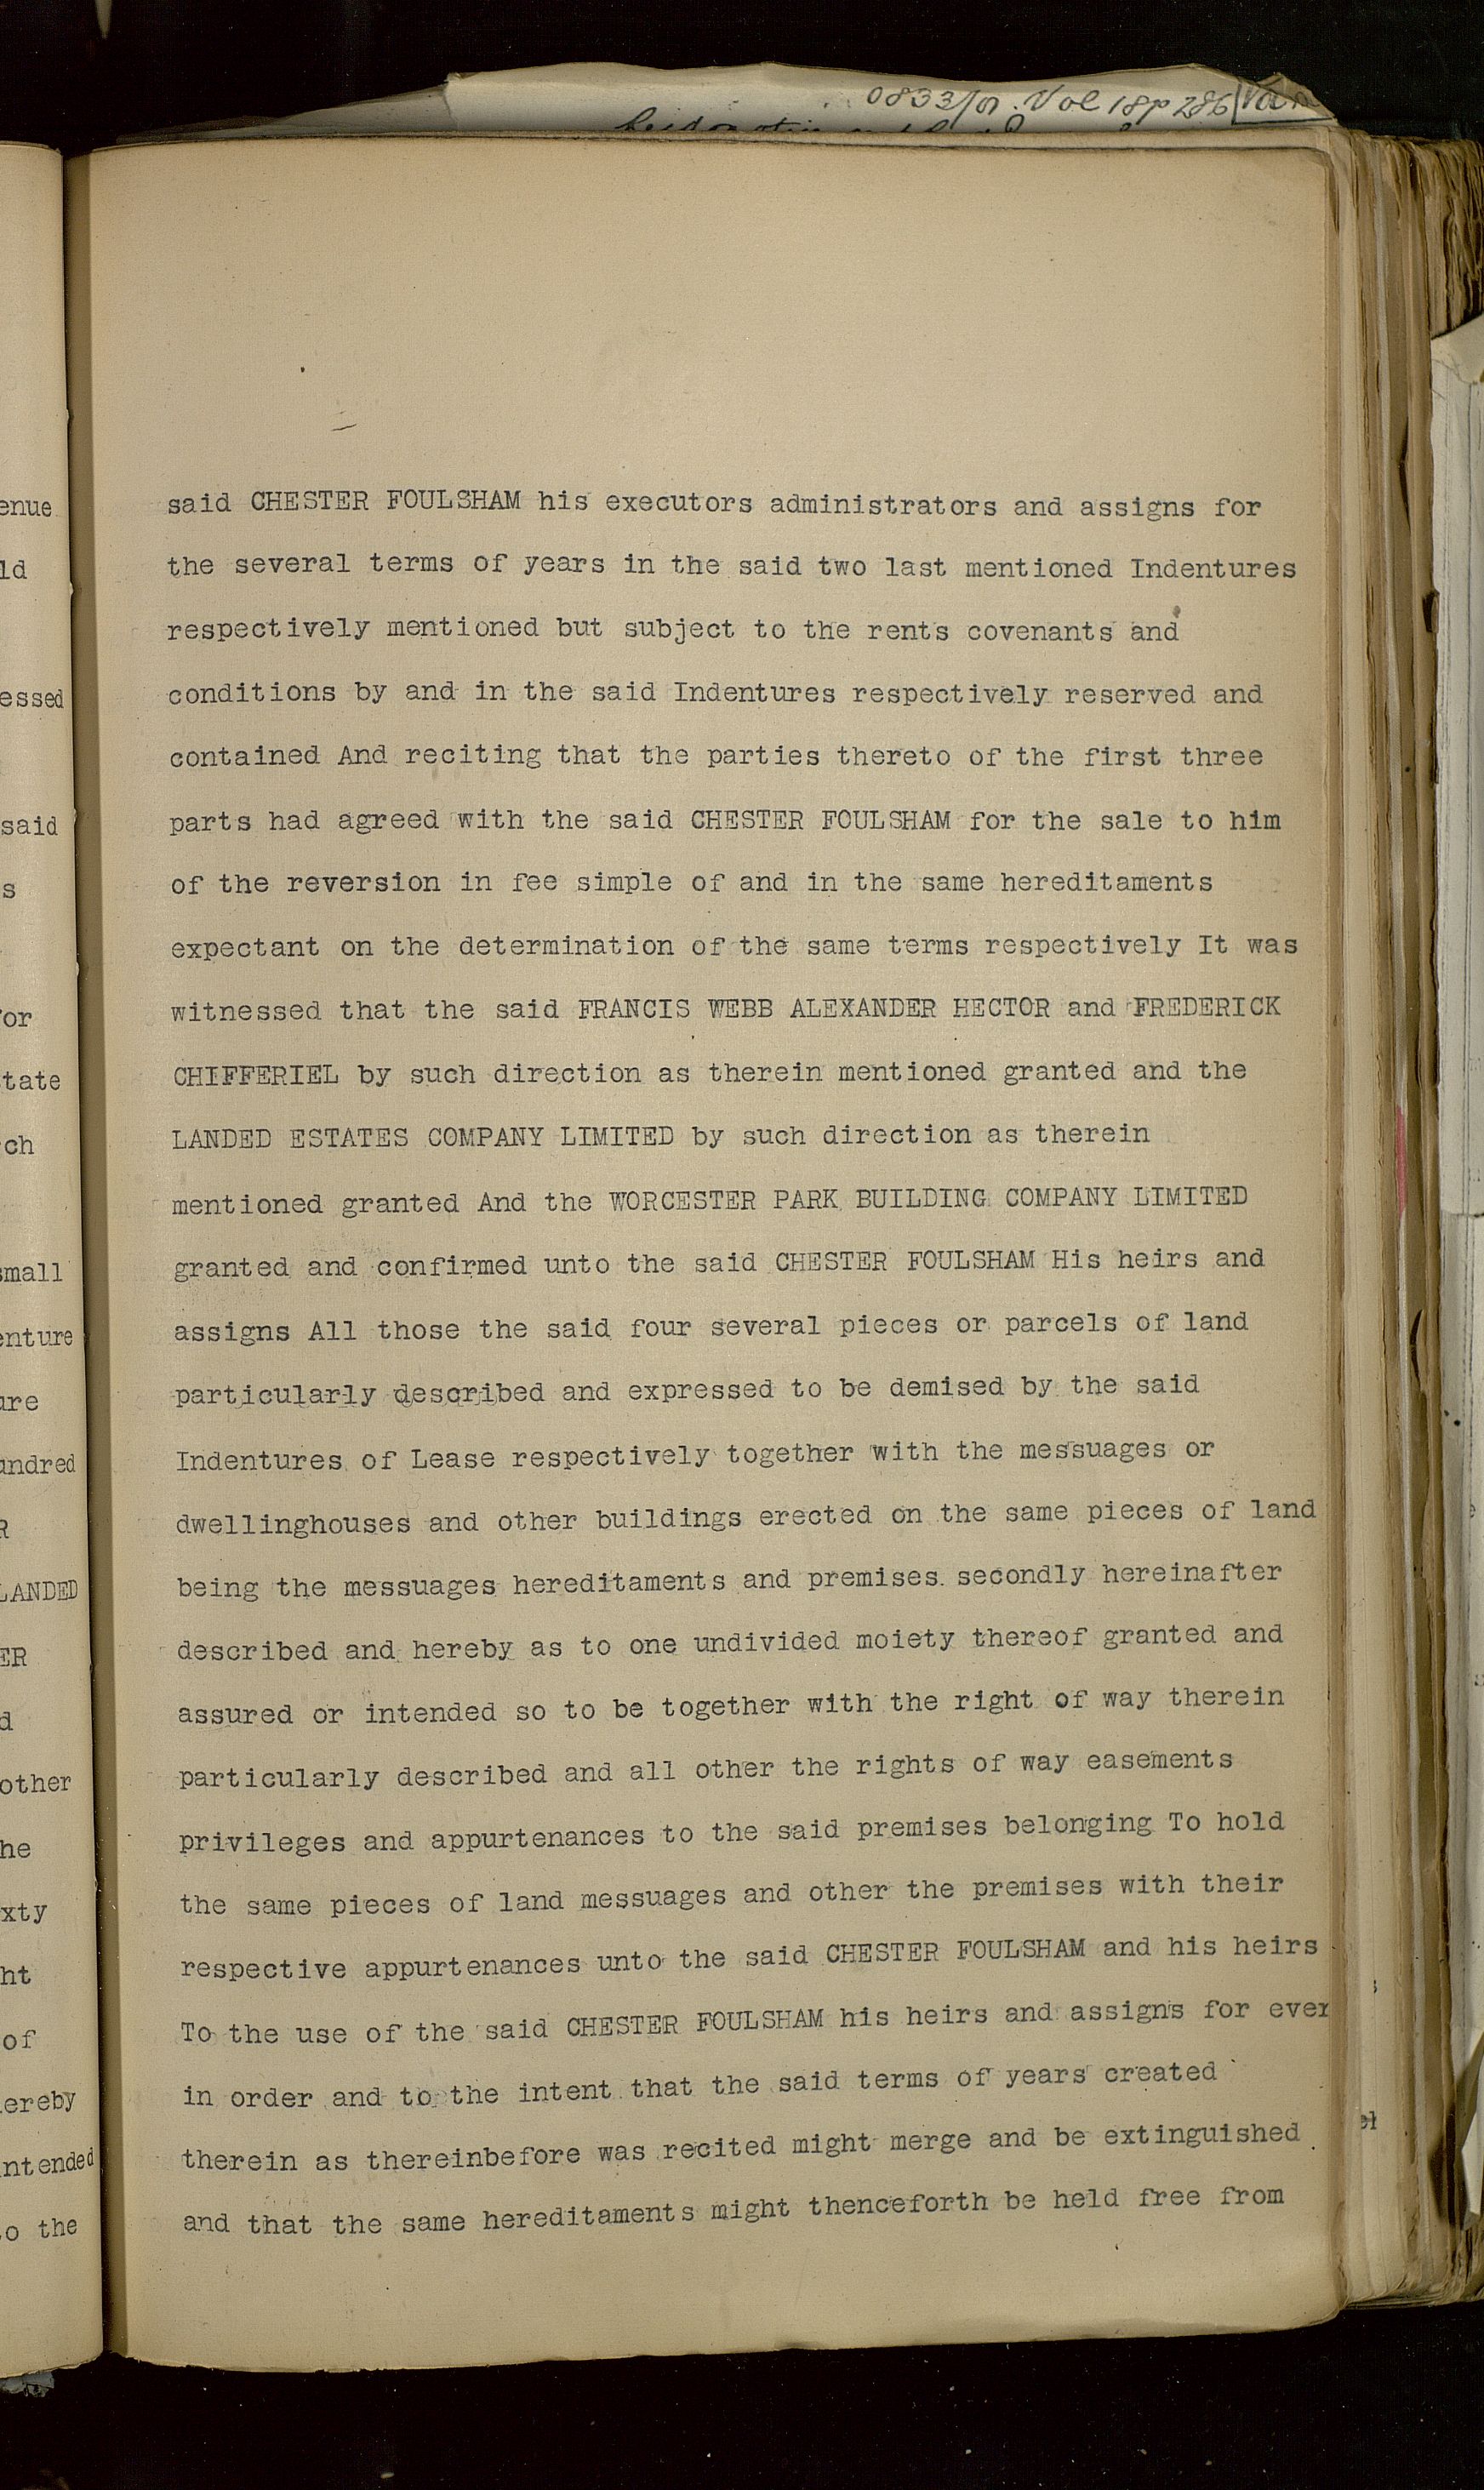 0833/01. Vol 18p 286
said CHESTER FOULSHAM his executors administrators and assigns for
the several terms of years in the said two last mentioned Indentures
respectively mentioned but subject to the rents covenants and
conditions by and in the said Indentures respectively reserved and
contained And reciting that the parties thereto of the first three
parts had agreed with the said CHESTER FOULSHAM for the sale to him
of the reversion in fee simple of and in the same hereditaments
expectant on the determination of the same terms respectively It was
witnessed that the said FRANCIS WEBB ALEXANDER HECTOR and FREDERICK
CHIFFERIEL by such direction as therein mentioned granted and the
LANDED ESTATES COMPANY LIMITED by such direction as therein
mentioned granted And the WORCESTER PARK BUILDING COMPANY LIMITED
granted and confirmed unto the said CHESTER FOULSHAM His heirs and
assigns All those the said four several pieces or parcels of land
particularly described and expressed to be demised by the said
Indentures of Lease respectively together with the messuages or
dwellinghouses and other buildings erected on the same pieces of land
being the messuages hereditaments and premises secondly hereinafter
described and hereby as to one undivided moiety thereof granted and
assured or intended so to be together with the right of way therein
particularly described and all other the rights of way easements
privileges and appurtenances to the said premises belonging To hold
the same pieces of land messuages and other the premises with their
respective appurtenances unto the said CHESTER FOULSHAM and his heirs
To the use of the said CHESTER FOULSHAM his heirs and assigns for ever
in order and to the intent that the said terms of years created
therein as thereinbefore was recited might merge and be extinguished
and that the same hereditaments might thenceforth be held free from